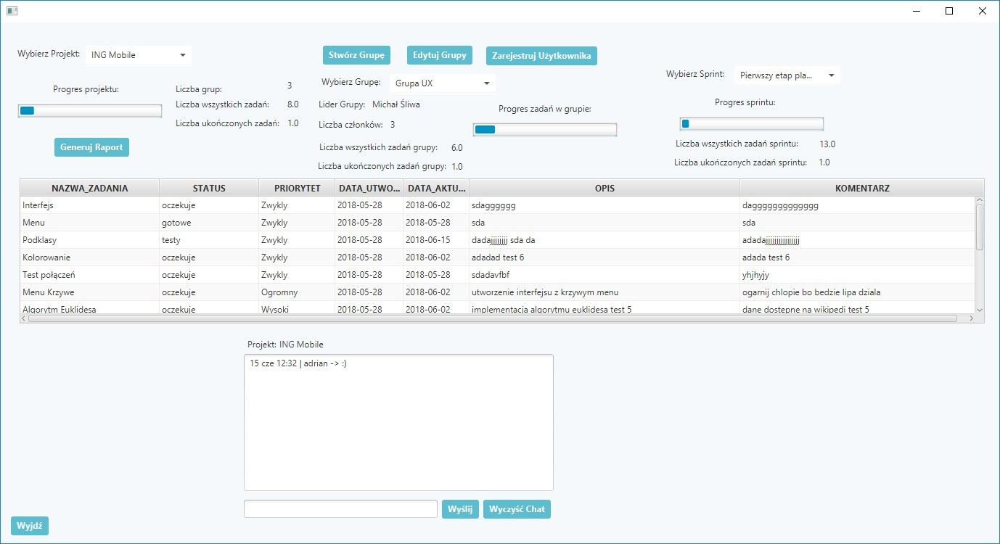 Wybierz Projekt: ING Mobile
Stwórz Grupę Edytuj Grupy Zarejestruj Użytkownika
Wybierz Sprint: Pierwszy etap pla...
Wybierz Grupę: Grupa UX
Progres projektu:
Liczba grup: 3
Liczba wszystkich zadań: 8.0
Liczba ukończonych zadań: 1.0
Generuj Raport
Lider Grupy: Michał Śliwa
Liczba członków: 3
Liczba wszystkich zadań grupy: 6.0
Liczba ukończonych zadań grupy: 1.0
Progres zadań w grupie:
Progres sprintu:
Liczba wszystkich zadań sprintu: 13.0
Liczba ukończonych zadań sprintu: 1.0
NAZWA_ZADANIA STATUS PRIORYTET DATA_UTWO... DATA_AKTU... OPIS KOMENTARZ
Interfejs oczekuje Zwykly 2018-05-28 2018-06-02 sdagggggg daggggggggggggg
Menu gotowe Zwykly 2018-05-28 2018-06-02 sda sda
Podklasy testy Zwykly 2018-05-28 2018-06-15 dadajjjjjjjj sda da adadajjjjjjjjjjjjjjjj
Kolorowanie oczekuje Zwykly 2018-05-28 2018-06-02 adadad test 6 adada test 6
Test połączeń oczekuje Zwykly 2018-05-28 2018-05-28 sdadavfbf yhjhyjy
Menu Krzywe oczekuje Ogromny 2018-05-28 2018-06-02 utworzenie interfejsu z krzywym menu ogarnij chlopie bo bedzie lipa dziala
Algorytm Euklidesa oczekuje Wysoki 2018-05-28 2018-06-02 implementacja algorytmu euklidesa test 5 dane dostepne na wikipedi test 5
Projekt: ING Mobile
15 cze 12:32 | adrian -> :)
Wyślij Wyczyść Chat
Wyjdź